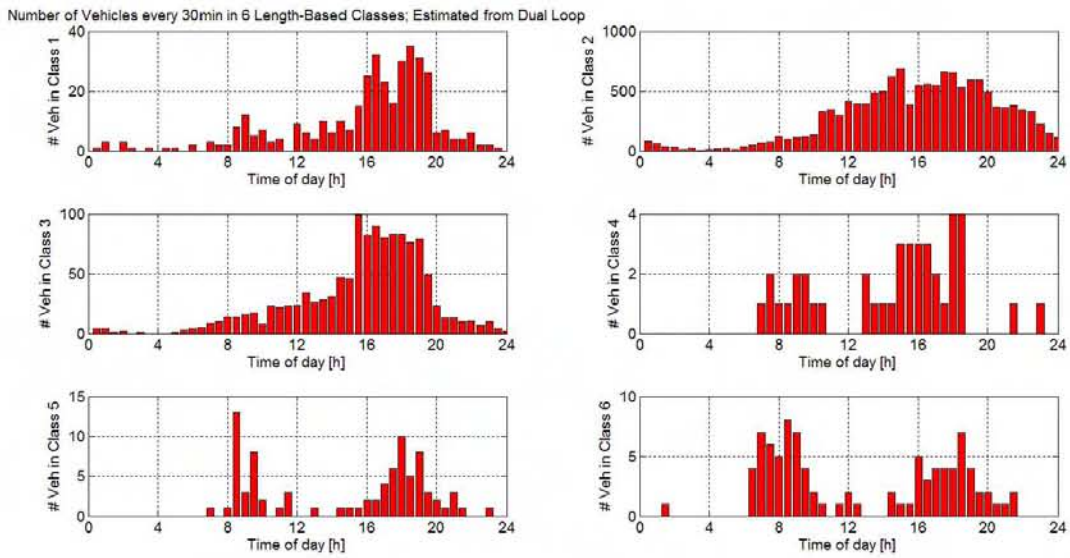 Number of Vehicles every 30min in 6 Length-Based Classes; Estimated from Dual Loop
# Veh in Class 1
40
20
0
0 4 8 12 16 20 24
Time of day [h]
# Veh in Class 2
1000
500
0
0 4 8 12 16 20 24
Time of day [h]
# Veh in Class 3
100
50
0
0 4 8 12 16 20 24
Time of day [h]
# Veh in Class 4
4
2
0
0 4 8 12 16 20 24
Time of day [h]
# Veh in Class 5
15
10
5
0
0 4 8 12 16 20 24
Time of day [h]
# Veh in Class 6
10
5
0
0 4 8 12 16 20 24
Time of day [h]